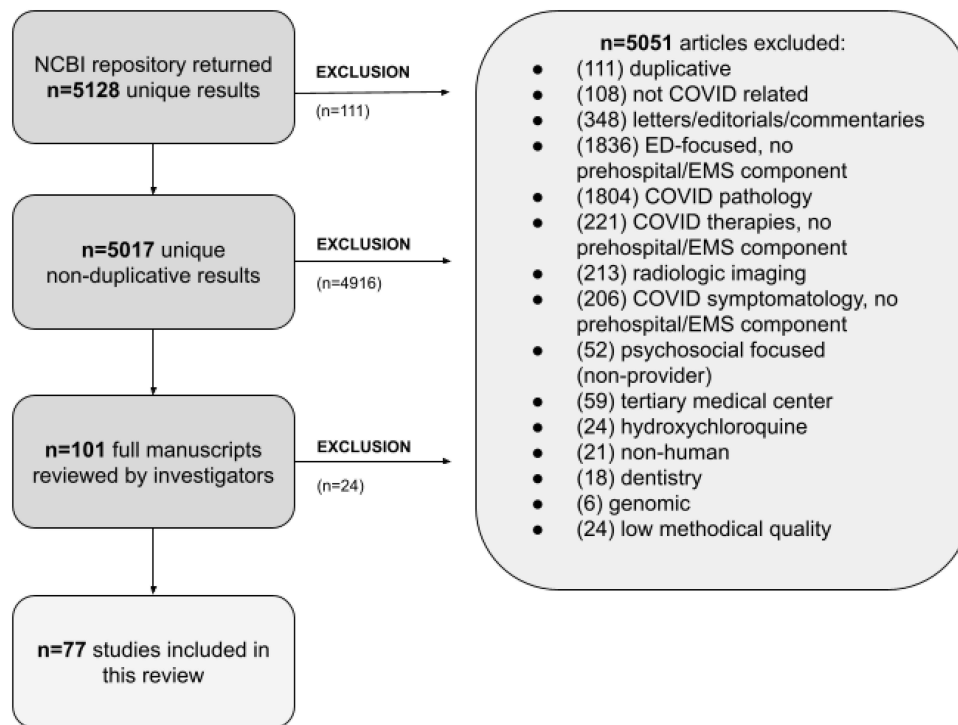 NCBI repository returned
n=5128 unique results
EXCLUSION
(n=111)
n=5017 unique
non-duplicative results
EXCLUSION
(n=4916)
n=101 full manuscripts
reviewed by investigators
EXCLUSION
(n=24)
n=77 studies included in
this review
n=5051 articles excluded:
● (111) duplicative
● (108) not COVID related
● (348) letters/editorials/commentaries
● (1836) ED-focused, no
prehospital/EMS component
● (1804) COVID pathology
● (221) COVID therapies, no
prehospital/EMS component
● (213) radiologic imaging
● (206) COVID symptomatology, no
prehospital/EMS component
● (52) psychosocial focused
(non-provider)
● (59) tertiary medical center
● (24) hydroxychloroquine
● (21) non-human
● (18) dentistry
● (6) genomic
● (24) low methodical quality